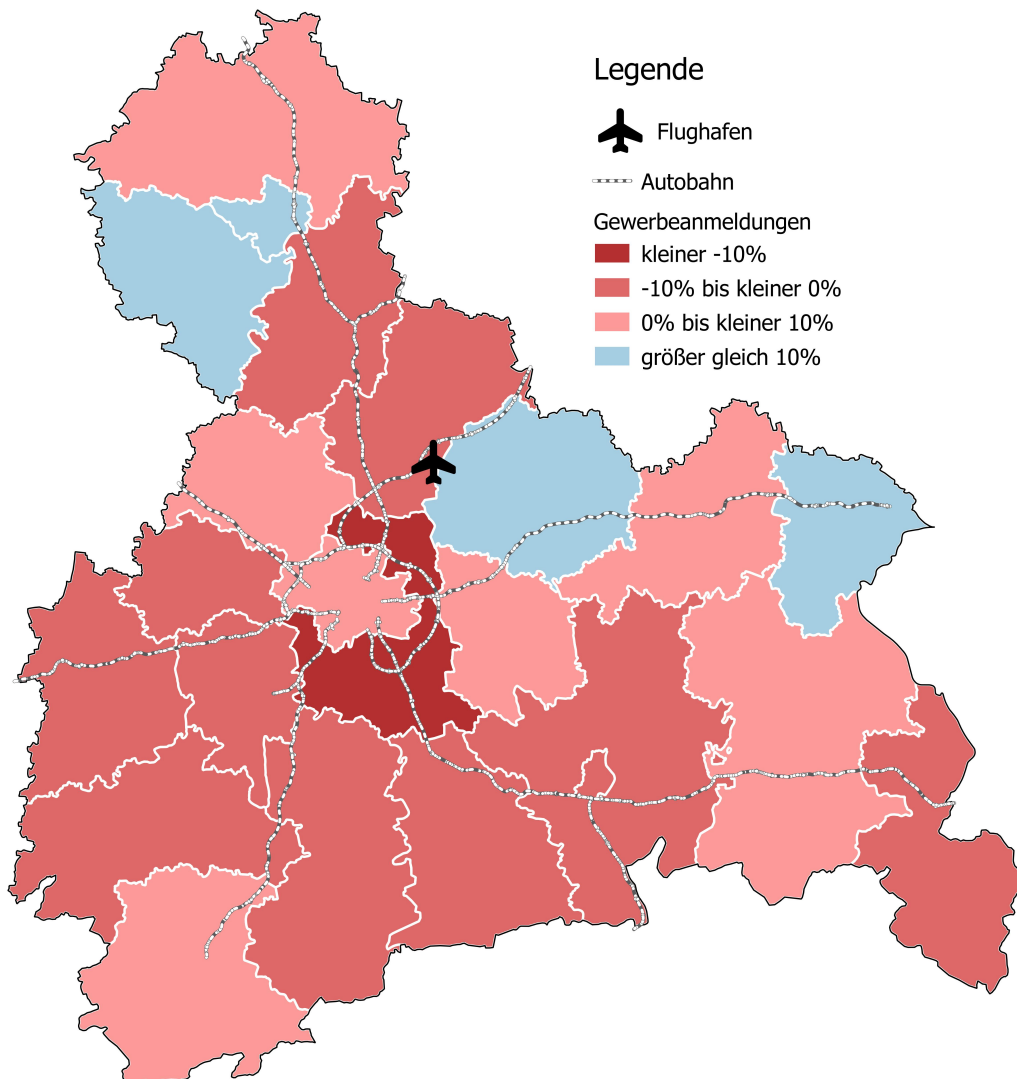 Legende
Flughafen
Autobahn
Gewerbeanmeldungen
kleiner -10%
-10% bis kleiner 0%
0% bis kleiner 10%
größer gleich 10%